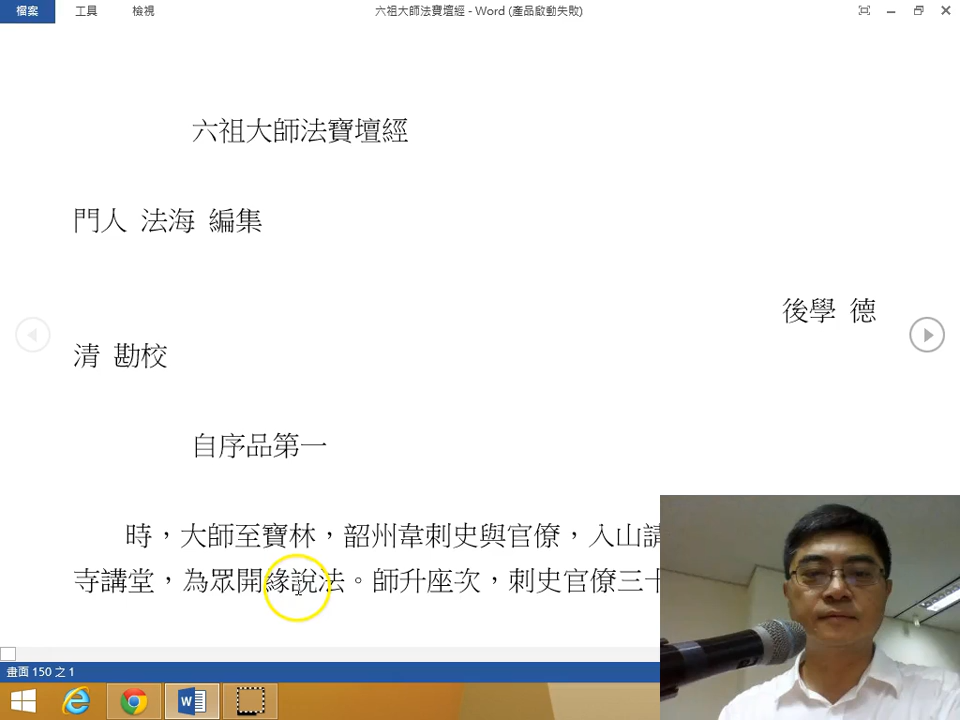 檔案 工具 檢視 六祖大師法寶壇經 - Word (產品啟動失敗)
六祖大師法寶壇經
門人 法海 編集
後學 德
清 勘校
自序品第一
時，大師至寶林，韶州韋刺史與官僚，入山請
寺講堂，為眾開緣說法。師升座次，刺史官僚三十
畫面 150 之 1